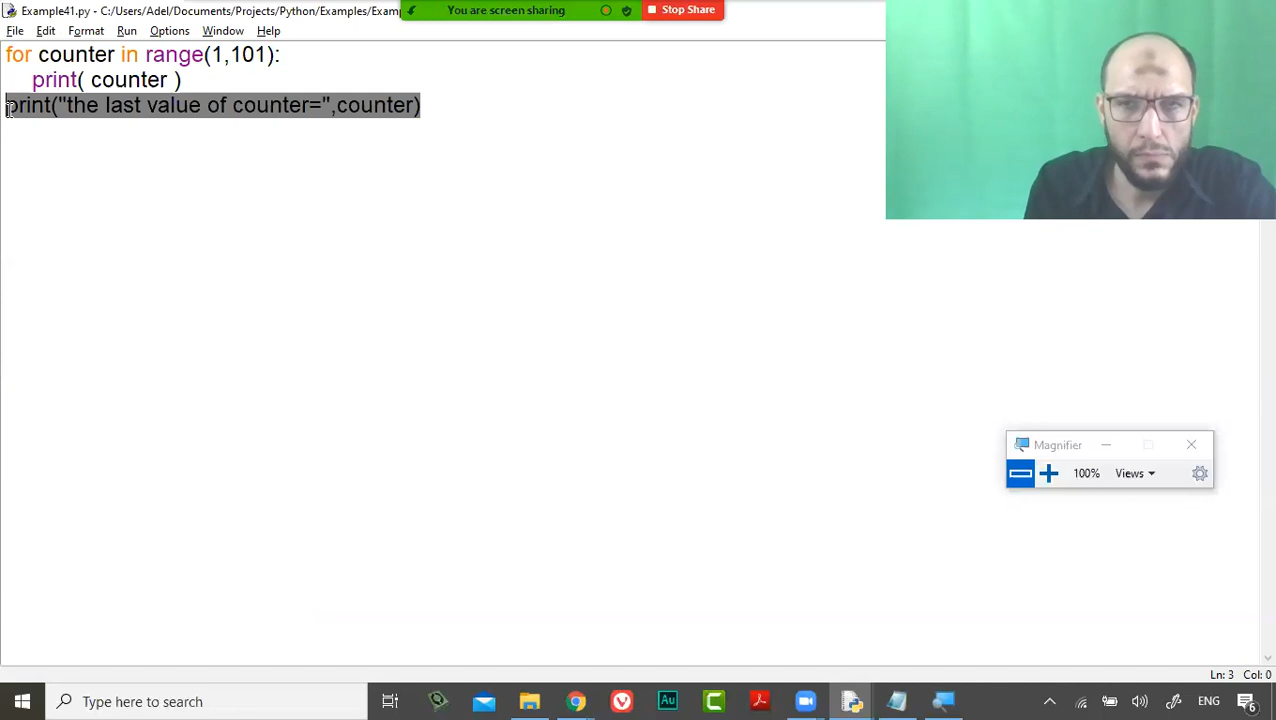 Example41.py - C:/Users/Adel/Documents/Projects/Python/Examples/Exam
You are screen sharing
Stop Share
File Edit Format Run Options Window Help
for counter in range(1,101):
print( counter )
print("the last value of counter=",counter)
Magnifier
100% Views
Ln: 3 Col: 0
Type here to search
Au
ENG
6